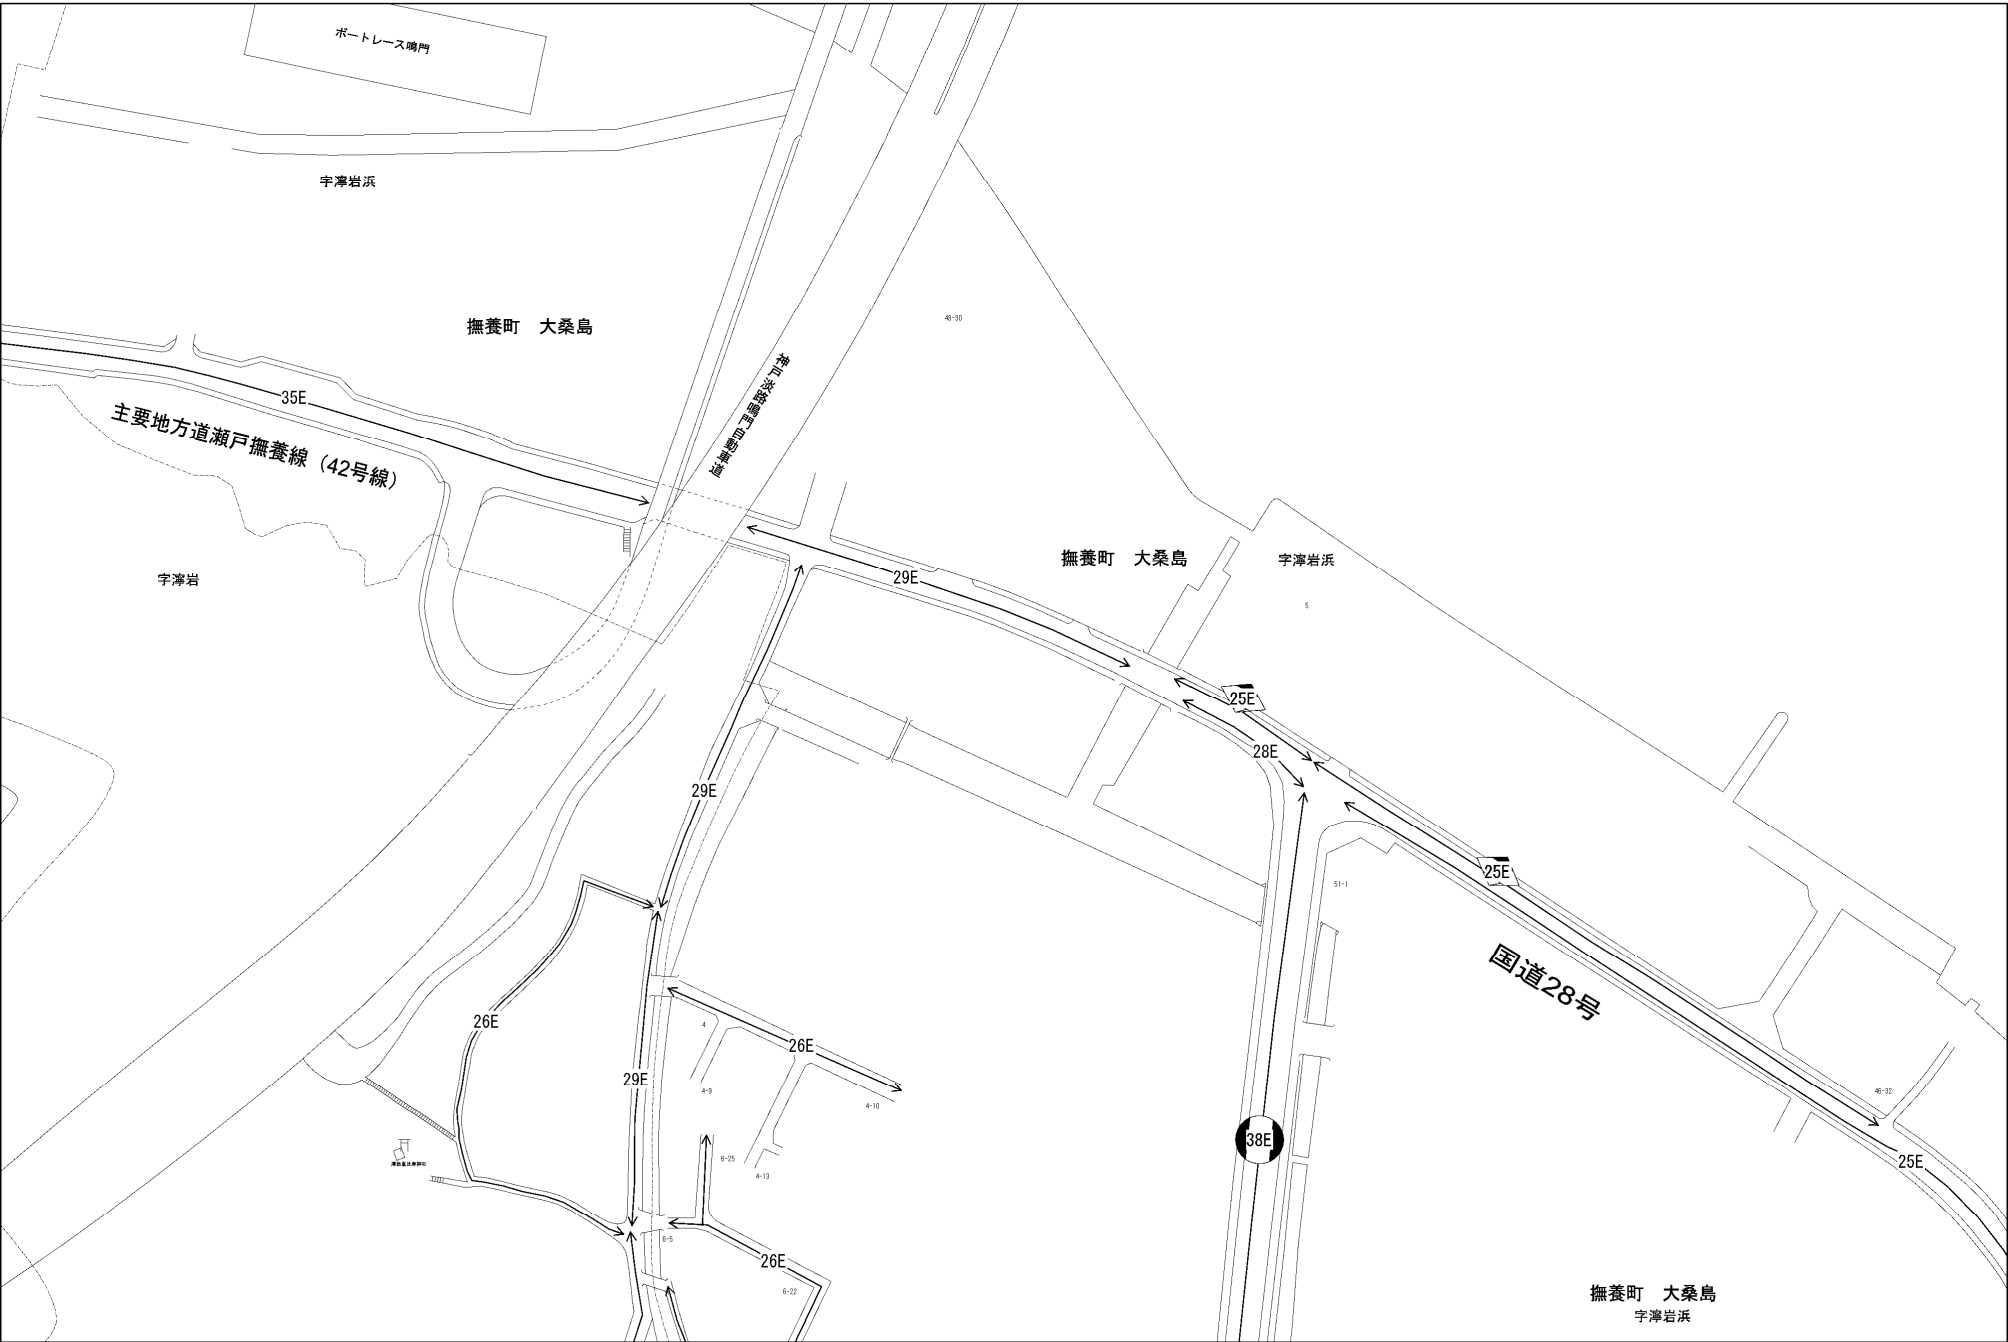 ボートレース鳴門
字濘岩浜
48-30
撫養町　大桑島
神戸淡路鳴門自動車道
35E
主要地方道瀬戸撫養線（42号線）
撫養町　大桑島
字濘岩浜
字濘岩
29E
5
25E
28E
29E
25E
51-1
国道28号
26E
4
26E
29E
4-9
4-10
46-32
38E
6-25
4-13
25E
6-5
26E
6-22
撫養町　大桑島
字濘岩浜